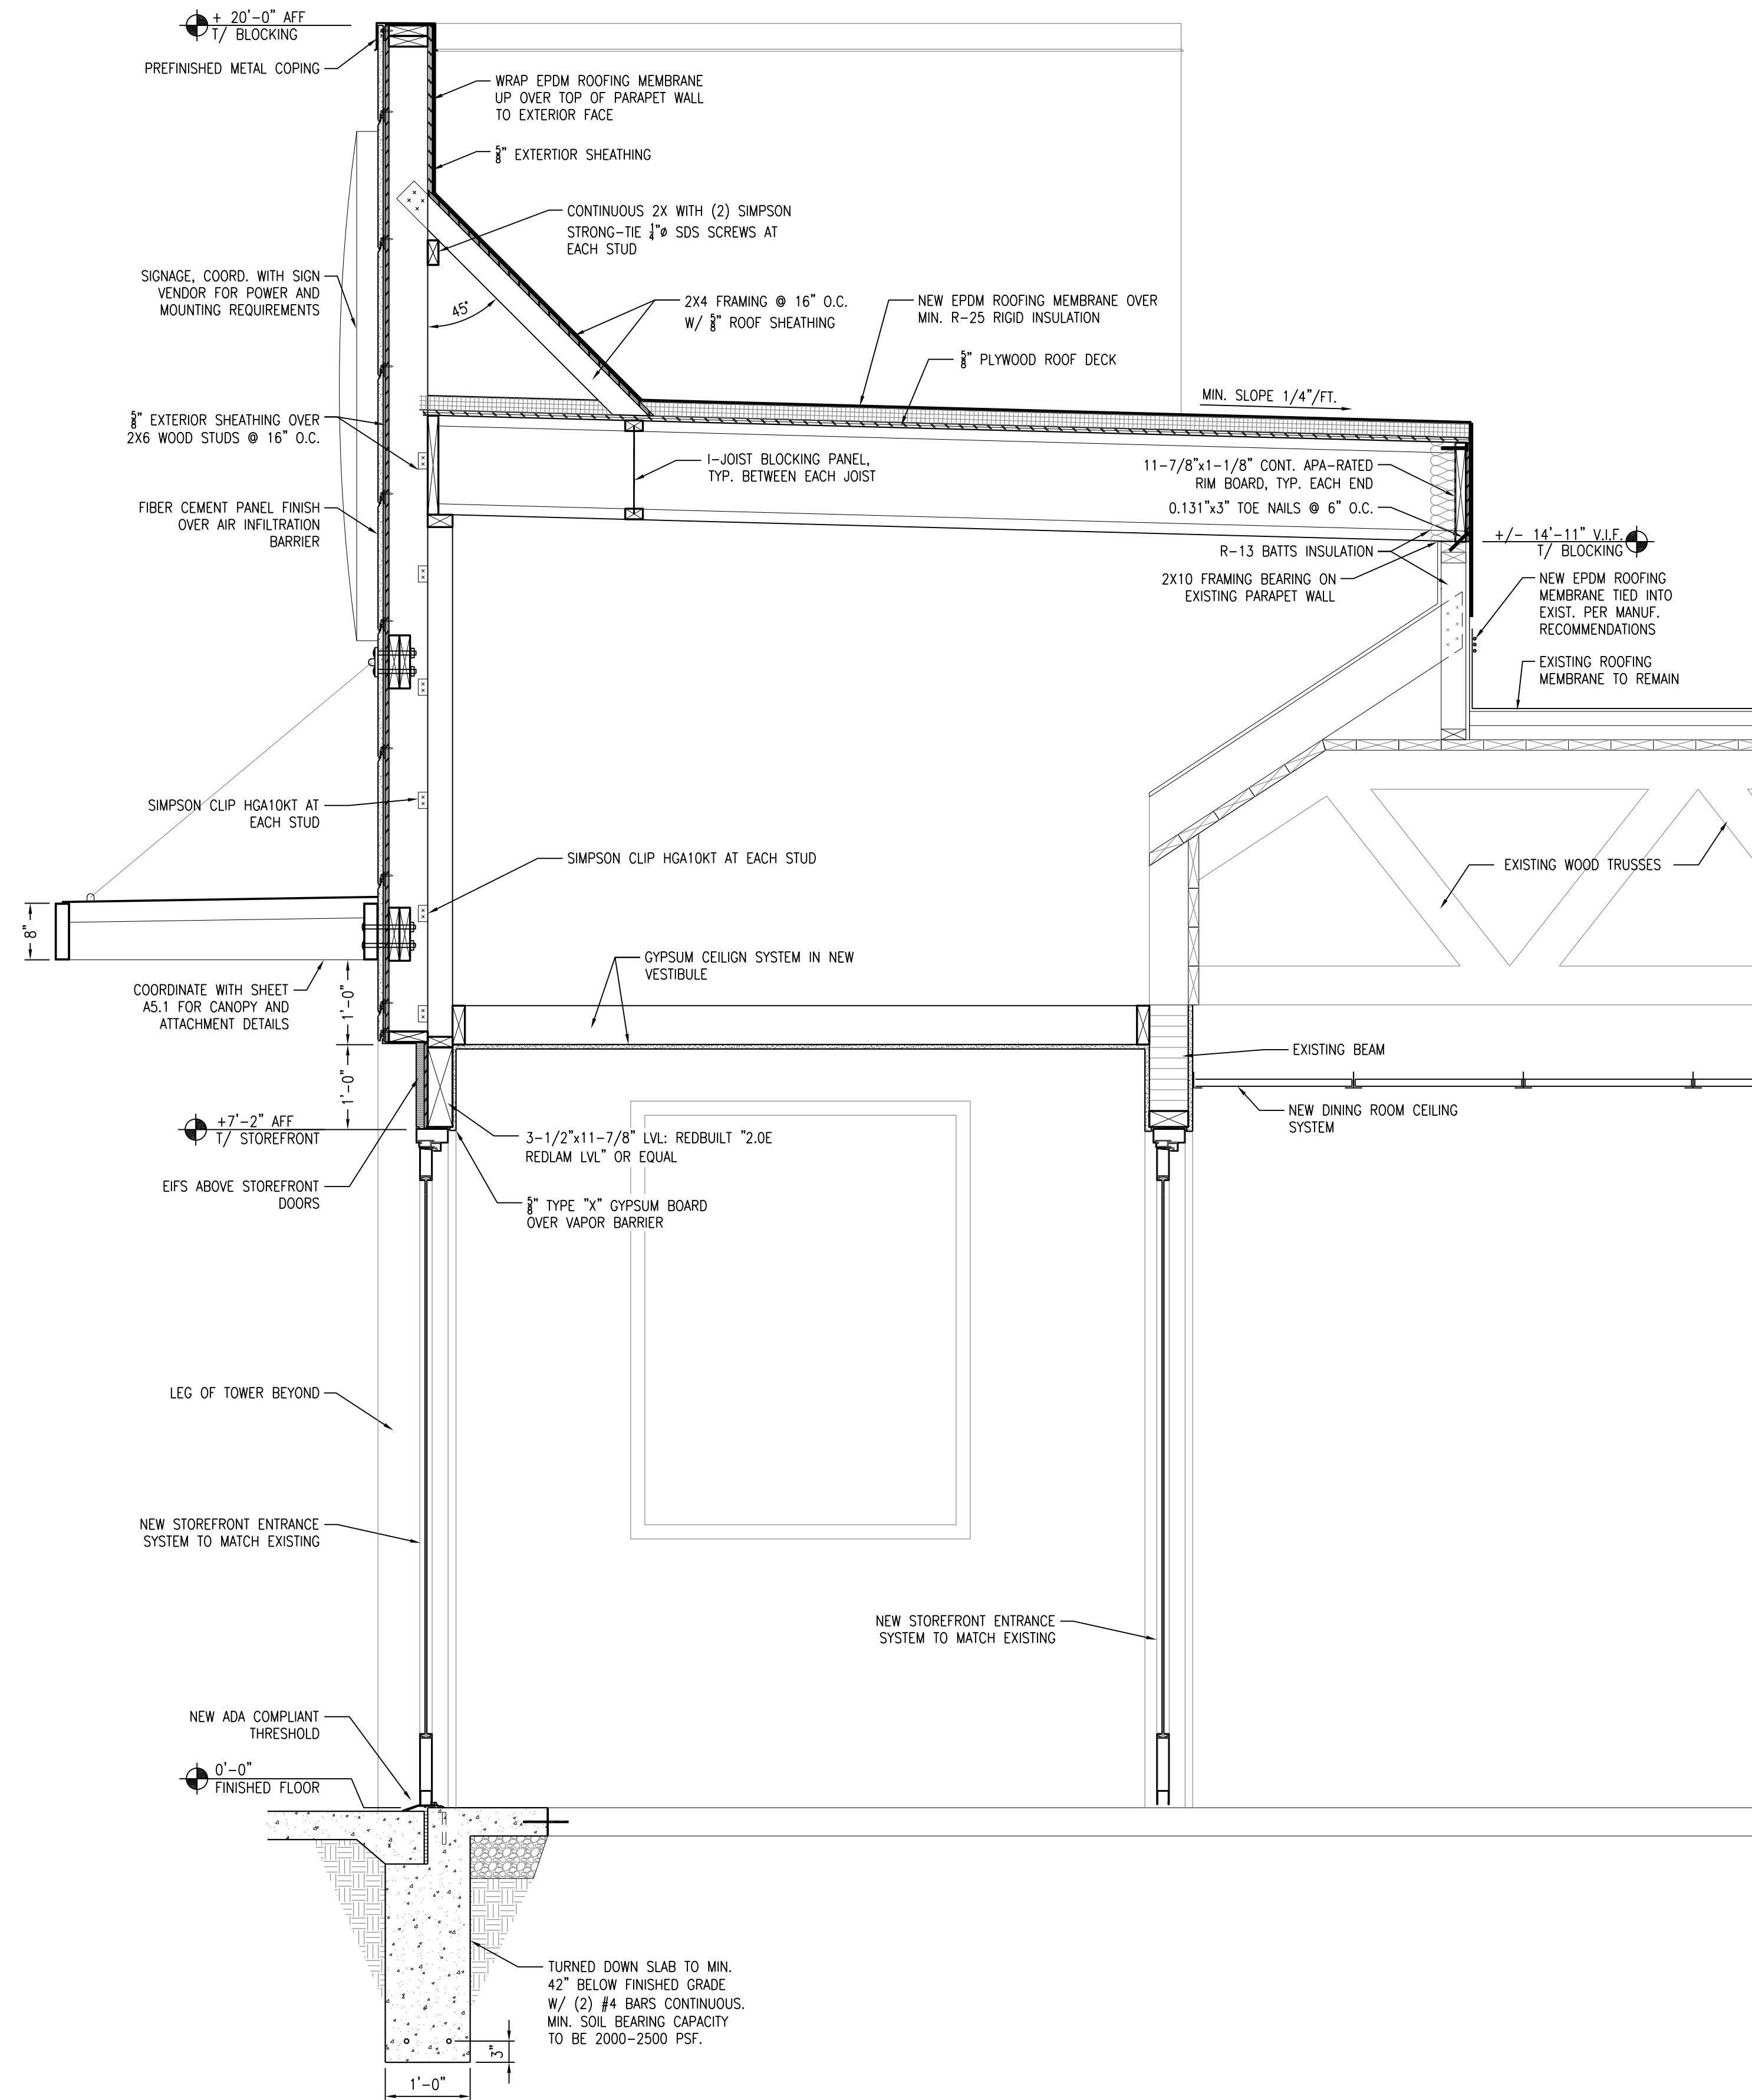 + 20'-0" AFF
T/ BLOCKING
PREFINISHED METAL COPING
WRAP EPDM ROOFING MEMBRANE
UP OVER TOP OF PARAPET WALL
TO EXTERIOR FACE
5/8" EXTERTIOR SHEATHING
CONTINUOUS 2X WITH (2) SIMPSON
STRONG-TIE 1/4"ø SDS SCREWS AT
EACH STUD
SIGNAGE, COORD. WITH SIGN
VENDOR FOR POWER AND
MOUNTING REQUIREMENTS
45°
2X4 FRAMING @ 16" O.C.
W/ 5/8" ROOF SHEATHING
NEW EPDM ROOFING MEMBRANE OVER
MIN. R-25 RIGID INSULATION
5/8" PLYWOOD ROOF DECK
MIN. SLOPE 1/4"/FT.
5/8" EXTERIOR SHEATHING OVER
2X6 WOOD STUDS @ 16" O.C.
I-JOIST BLOCKING PANEL,
TYP. BETWEEN EACH JOIST
11-7/8"x1-1/8" CONT. APA-RATED
RIM BOARD, TYP. EACH END
0.131"x3" TOE NAILS @ 6" O.C.
FIBER CEMENT PANEL FINISH
OVER AIR INFILTRATION
BARRIER
+/- 14'-11" V.I.F.
T/ BLOCKING
R-13 BATTS INSULATION
2X10 FRAMING BEARING ON
EXISTING PARAPET WALL
NEW EPDM ROOFING
MEMBRANE TIED INTO
EXIST. PER MANUF.
RECOMMENDATIONS
EXISTING ROOFING
MEMBRANE TO REMAIN
SIMPSON CLIP HGA10KT AT
EACH STUD
SIMPSON CLIP HGA10KT AT EACH STUD
EXISTING WOOD TRUSSES
8"
GYPSUM CEILIGN SYSTEM IN NEW
VESTIBULE
COORDINATE WITH SHEET
A5.1 FOR CANOPY AND
ATTACHMENT DETAILS
1'-0"
EXISTING BEAM
1'-0"
NEW DINING ROOM CEILING
SYSTEM
+7'-2" AFF
T/ STOREFRONT
3-1/2"x11-7/8" LVL: REDBUILT "2.0E
REDLAM LVL" OR EQUAL
EIFS ABOVE STOREFRONT
DOORS
5/8" TYPE "X" GYPSUM BOARD
OVER VAPOR BARRIER
LEG OF TOWER BEYOND
NEW STOREFRONT ENTRANCE
SYSTEM TO MATCH EXISTING
NEW STOREFRONT ENTRANCE
SYSTEM TO MATCH EXISTING
NEW ADA COMPLIANT
THRESHOLD
0'-0"
FINISHED FLOOR
TURNED DOWN SLAB TO MIN.
42" BELOW FINISHED GRADE
W/ (2) #4 BARS CONTINUOUS.
MIN. SOIL BEARING CAPACITY
TO BE 2000-2500 PSF.
3"
1'-0"